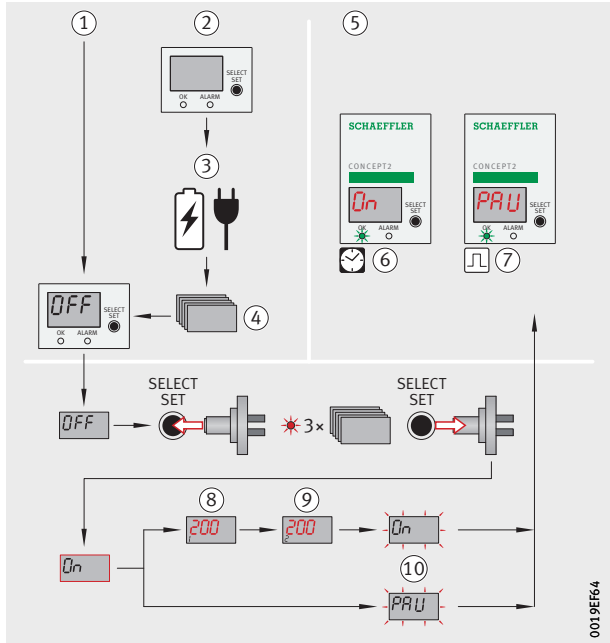 1
2
5
SELECT
SET
OK ALARM
3
4
OFF
SELECT
SET
OK ALARM
SCHAEFFLER
CONCEPT2
On
SELECT
SET
OK ALARM
6
SCHAEFFLER
CONCEPT2
PAU
SELECT
SET
OK ALARM
7
OFF
SELECT
SET
3×
SELECT
SET
8
9
On
200
1
200
2
On
10
PAU
0019EF64